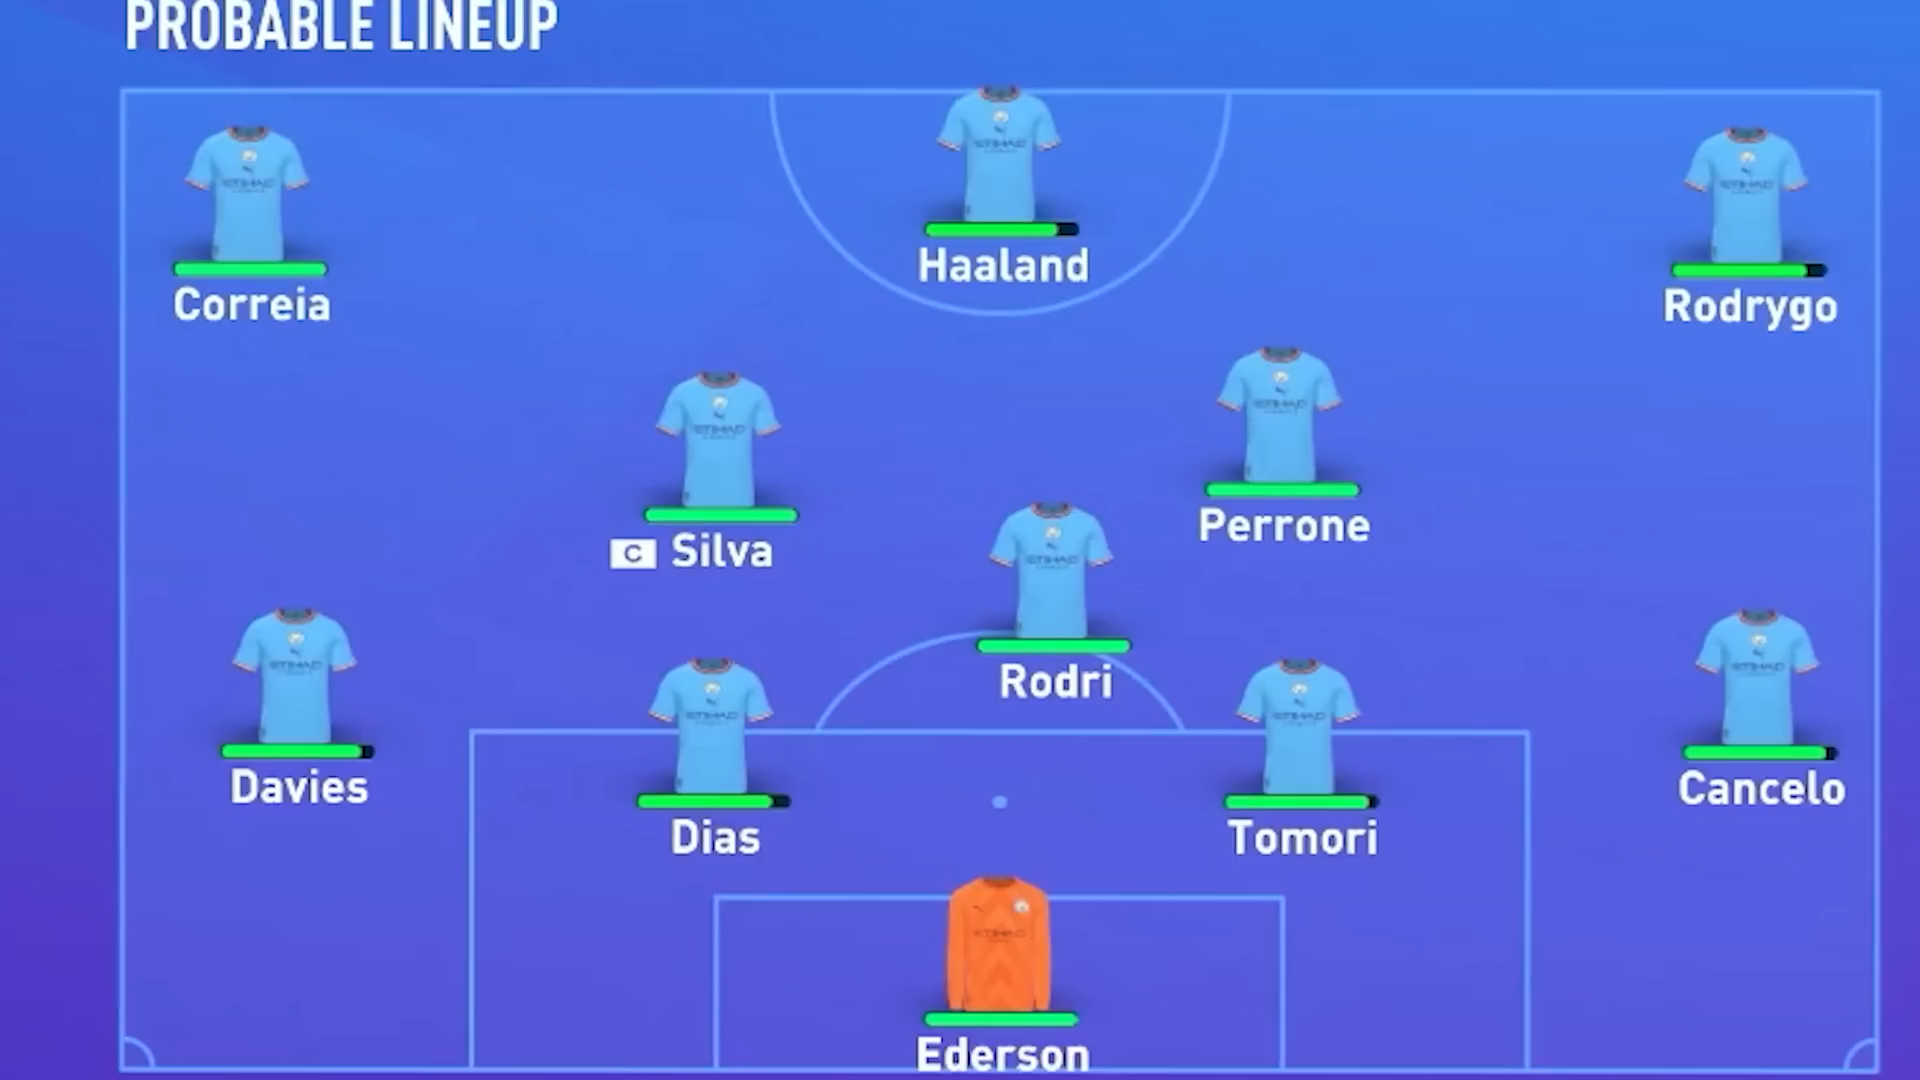 PROBABLE LINEUP
Haaland
Correia
Rodrygo
Perrone
C Silva
Rodri
Davies
Cancelo
Dias
Tomori
Ederson